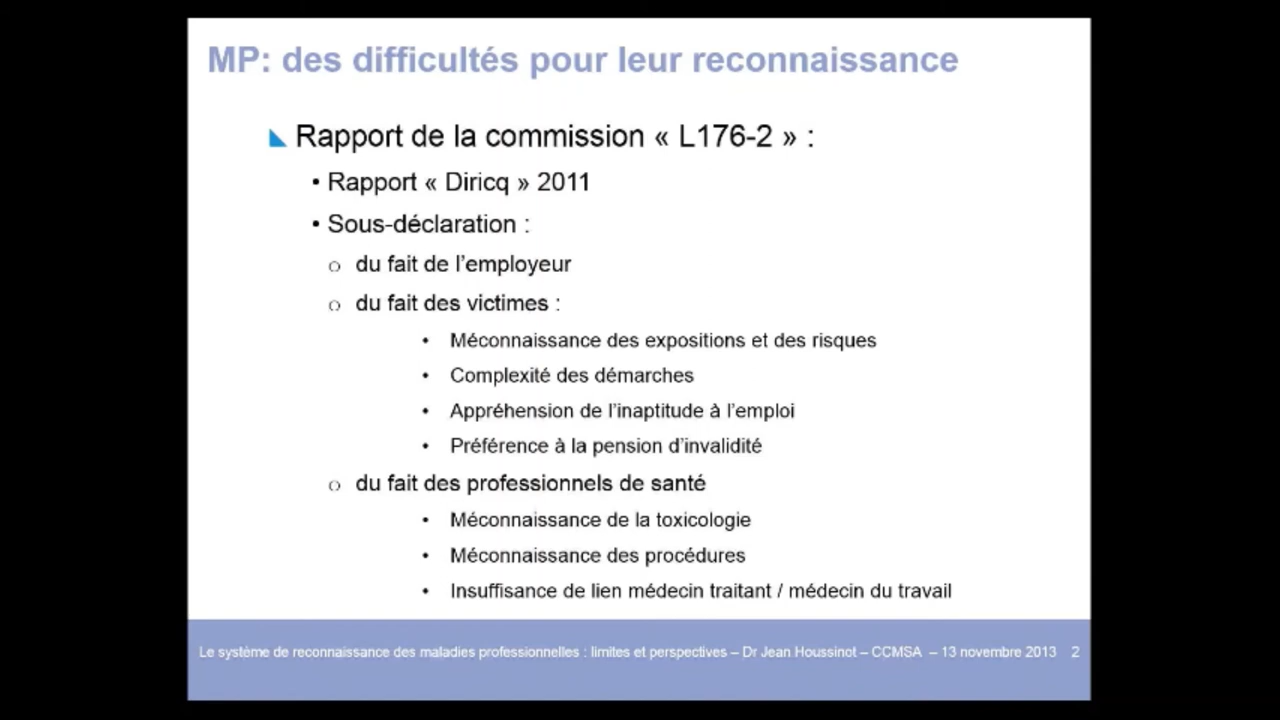 MP: des difficultés pour leur reconnaissance
Rapport de la commission « L176-2 » :
• Rapport « Diricq » 2011
• Sous-déclaration :
o du fait de l'employeur
o du fait des victimes :
• Méconnaissance des expositions et des risques
• Complexité des démarches
• Appréhension de l'inaptitude à l'emploi
• Préférence à la pension d'invalidité
o du fait des professionnels de santé
• Méconnaissance de la toxicologie
• Méconnaissance des procédures
• Insuffisance de lien médecin traitant / médecin du travail
Le système de reconnaissance des maladies professionnelles : limites et perspectives – Dr Jean Houssinot – CCMSA – 13 novembre 2013 2